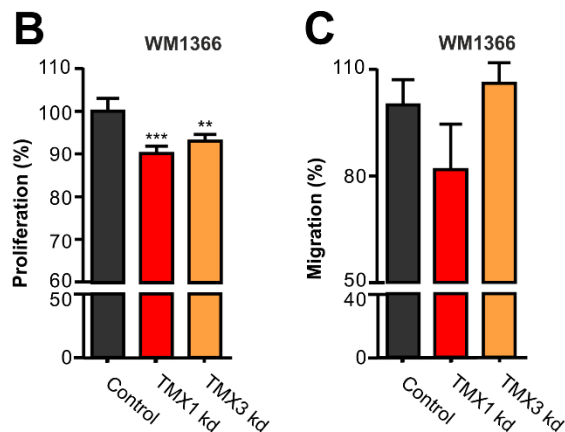 B
WM1366
Proliferation (%)
110
100
90
80
70
60
50
0
***
**
Control
TMX1 kd
TMX3 kd
C
WM1366
Migration (%)
110
80
50
40
0
Control
TMX1 kd
TMX3 kd